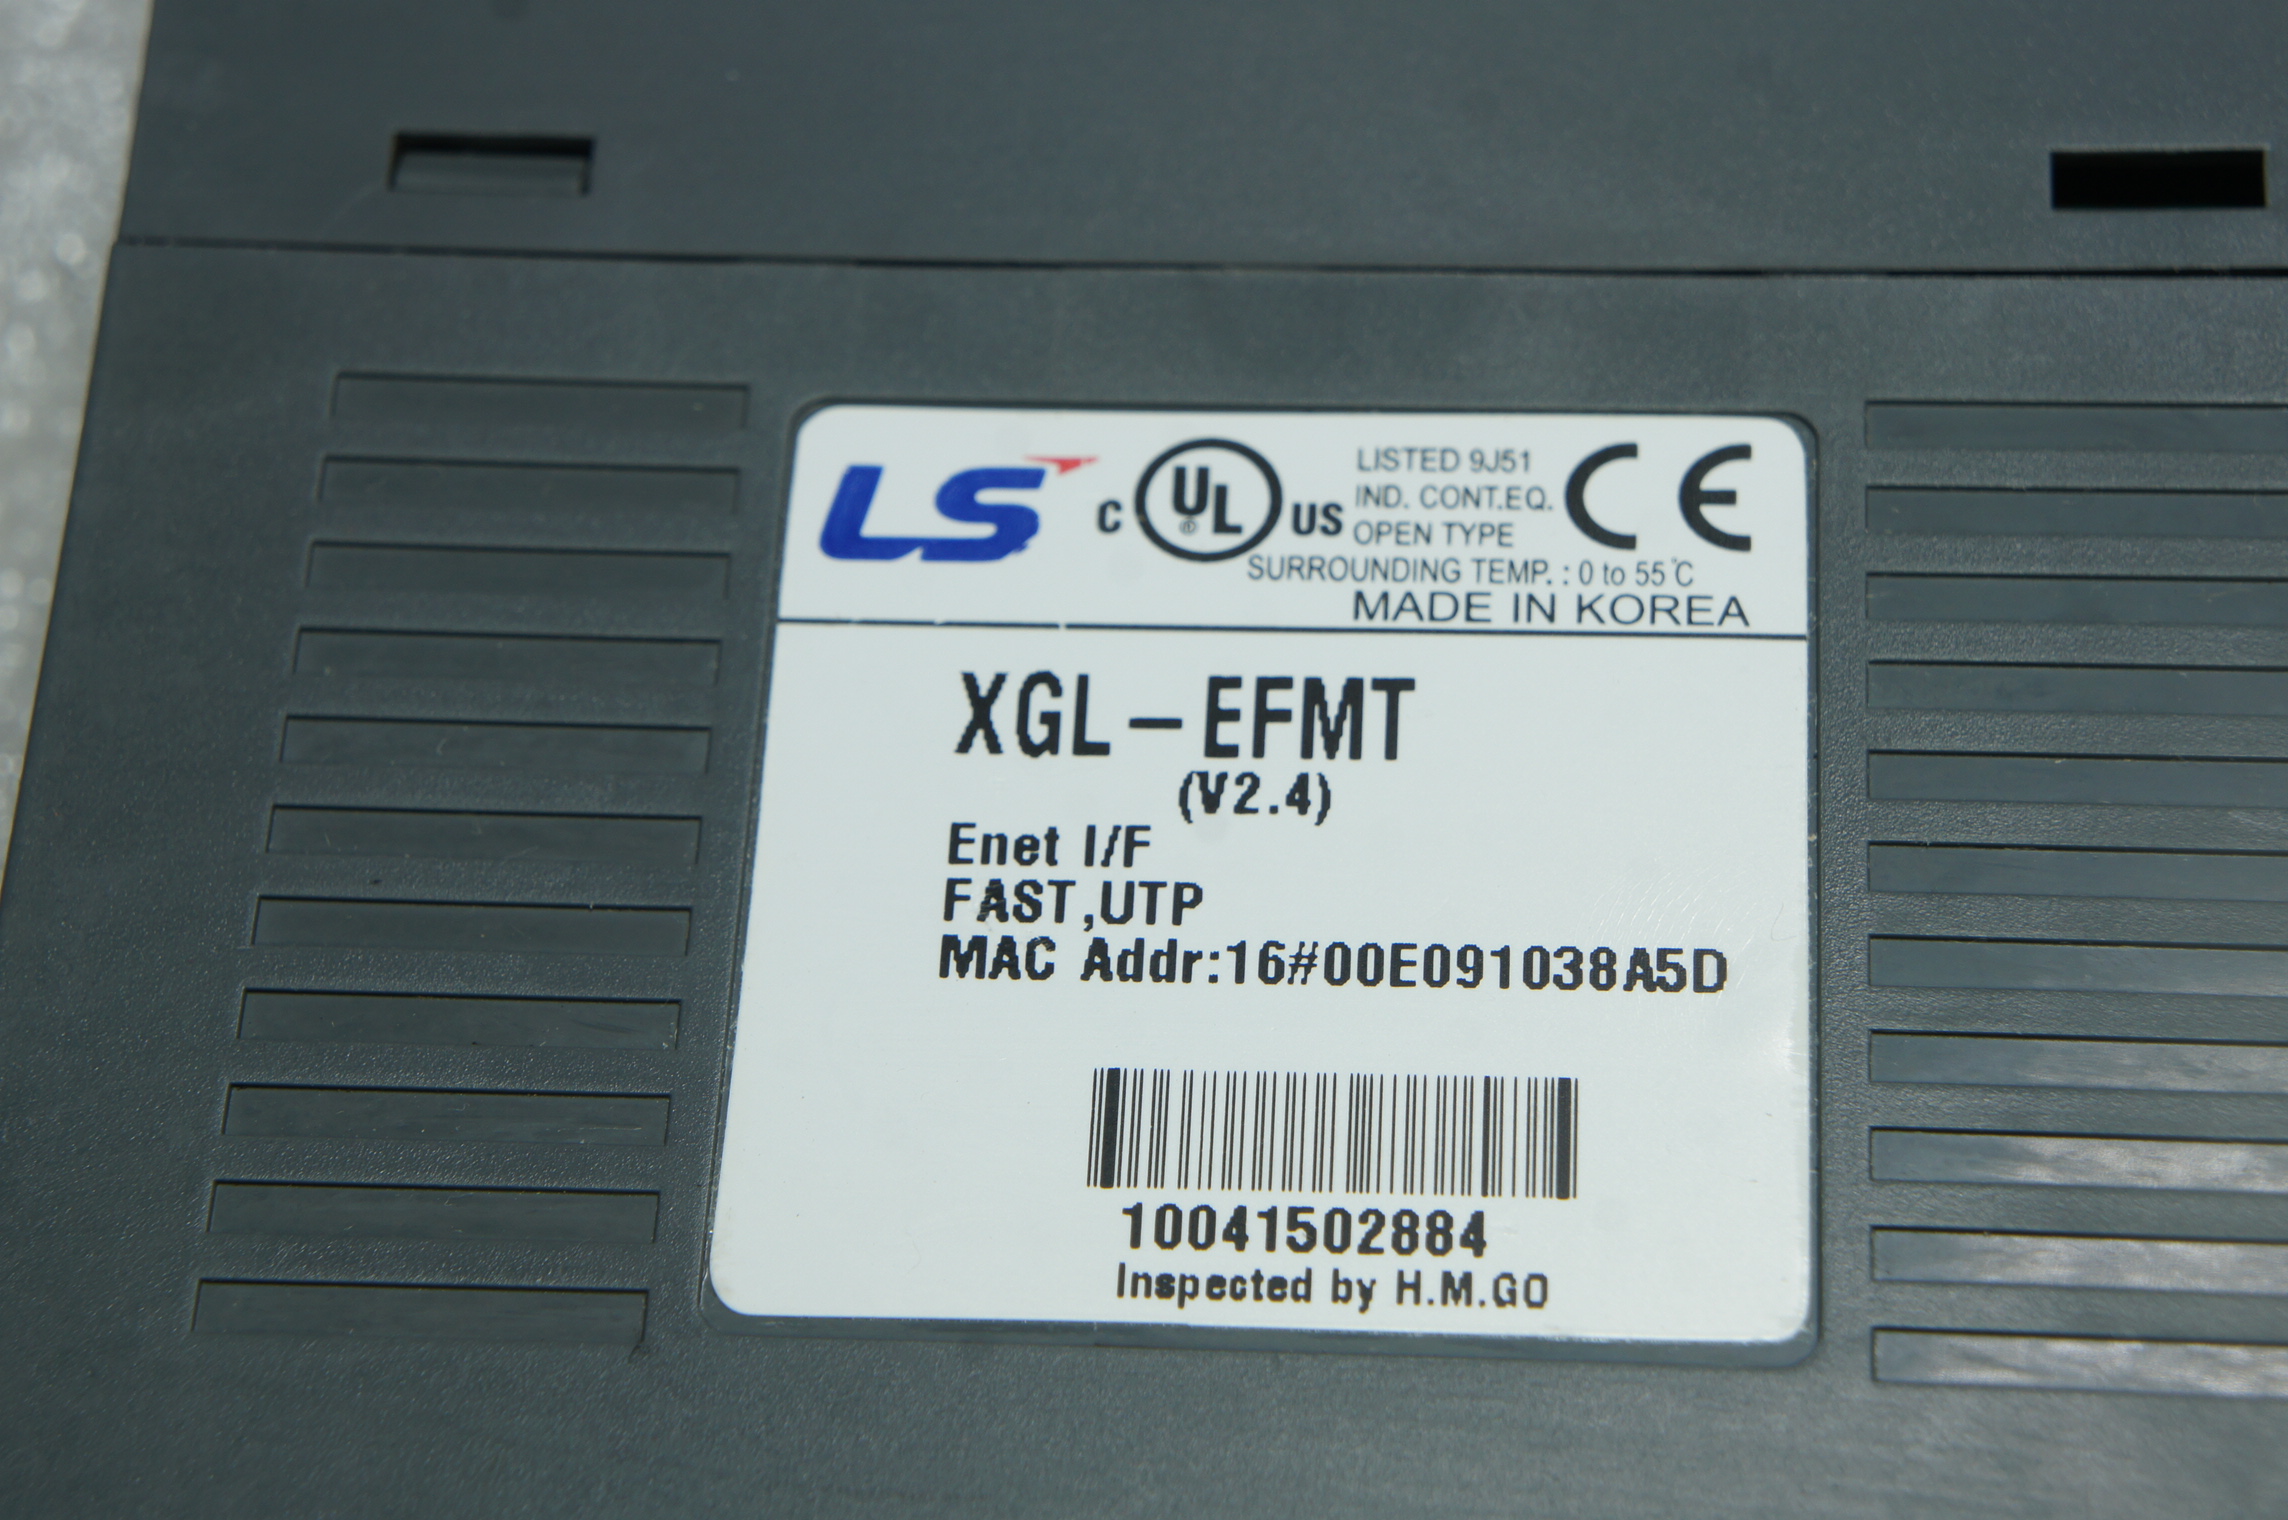 LS
C UL US
LISTED 9J51
IND. CONT.EQ.
OPEN TYPE
CE
SURROUNDING TEMP. : 0 to 55℃
MADE IN KOREA
XGL-EFMT
(V2.4)
Enet I/F
FAST,UTP
MAC Addr:16#00E091038A5D
10041502884
Inspected by H.M.GO